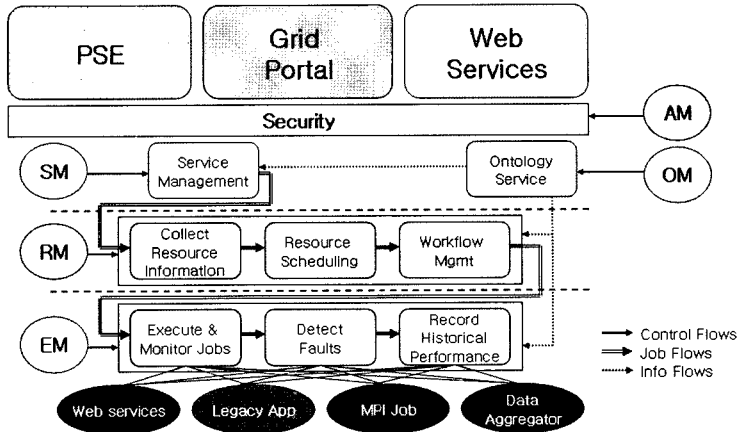 PSE
Grid
Portal
Web
Services
Security
AM
SM
Service
Management
Ontology
Service
OM
RM
Collect
Resource
Information
Resource
Scheduling
Workflow
Mgmt
EM
Execute &
Monitor Jobs
Detect
Faults
Record
Historical
Performance
Control Flows
Job Flows
Info Flows
Web services
Legacy App
MPI Job
Data
Aggregator